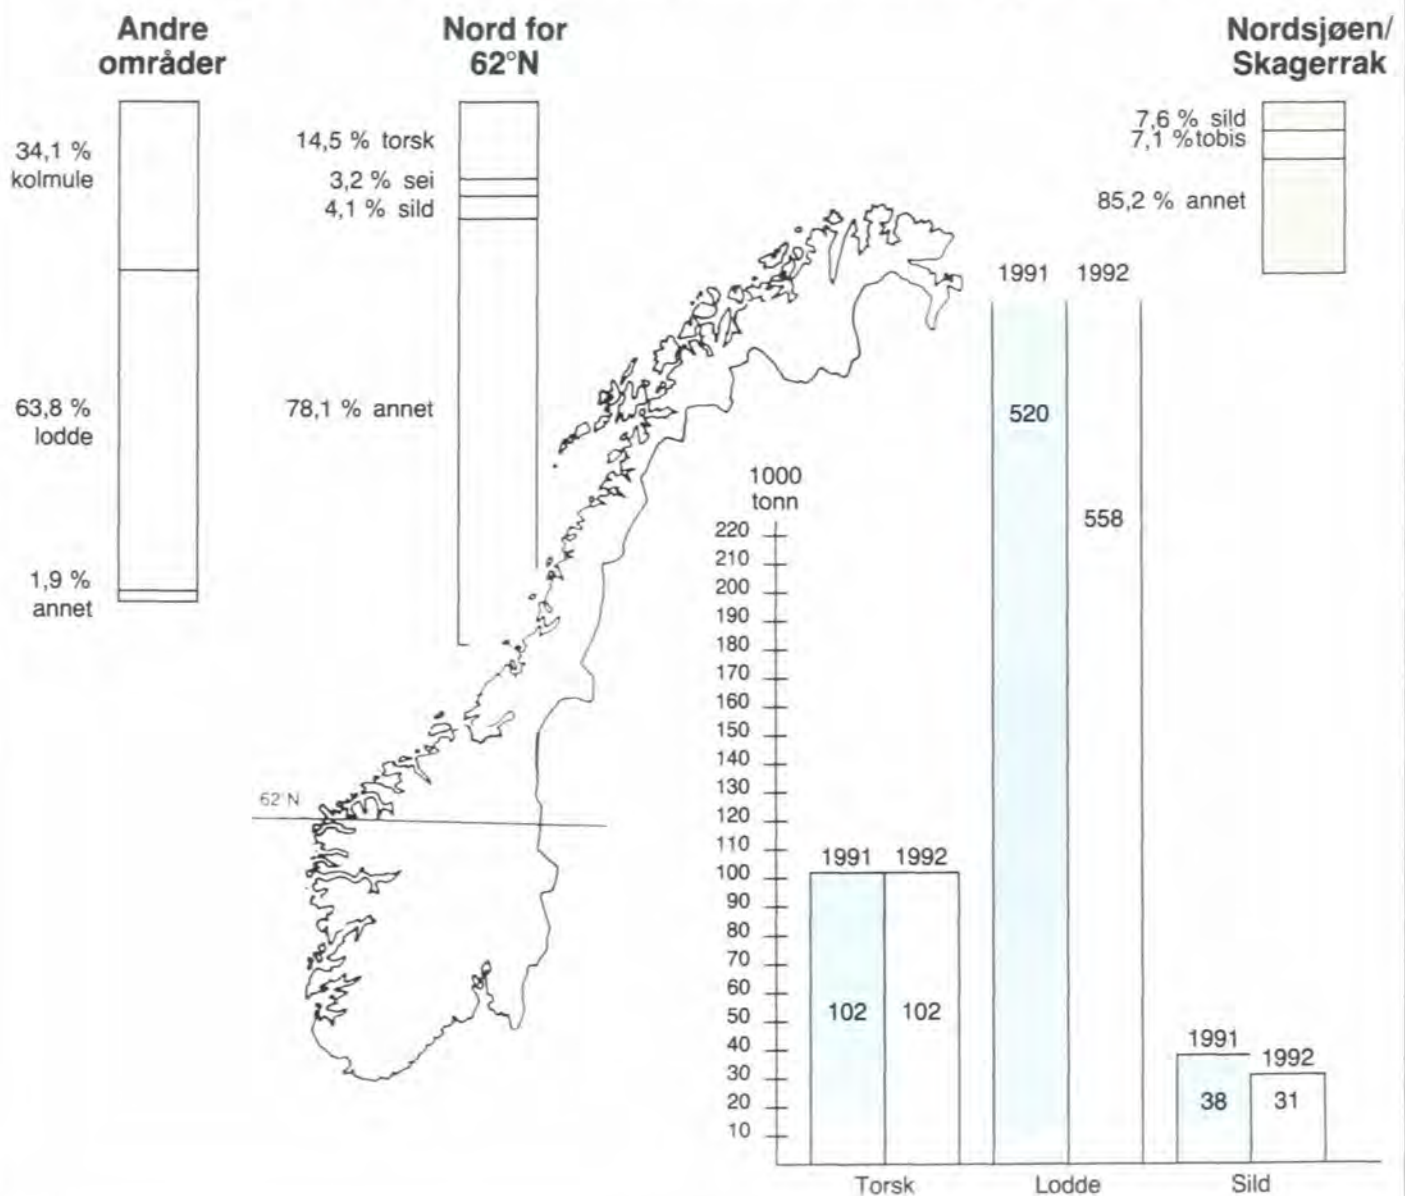 Andre
områder
34,1 %
kolmule
63,8 %
lodde
1,9 %
annet
Nord for
62°N
14,5 % torsk
3,2 % sei
4,1 % sild
78,1 % annet
Nordsjøen/
Skagerrak
7,6 % sild
7,1 % tobis
85,2 % annet
62°N
1000
tonn
220
210
200
190
180
170
160
150
140
130
120
110
100
90
80
70
60
50
40
30
20
10
1991 1992
102 102
Torsk
1991 1992
520
558
Lodde
1991
1992
38 31
Sild